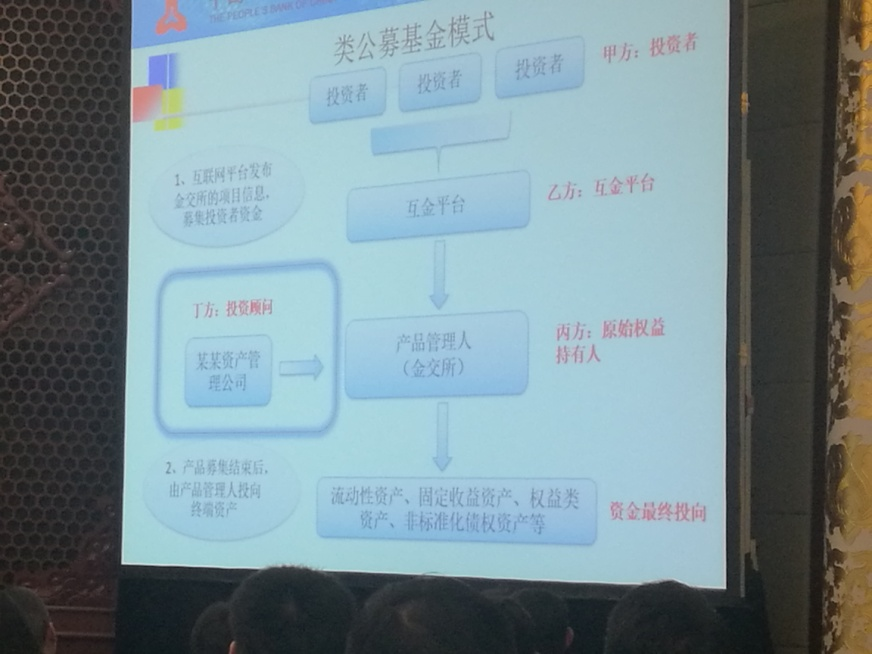 THE PEOPLE'S BANK OF
类公募基金模式
投资者
投资者
投资者
甲方：投资者
1、互联网平台发布
金交所的项目信息，
募集投资者资金
互金平台
乙方：互金平台
丁方：投资顾问
某某资产管
理公司
产品管理人
（金交所）
丙方：原始权益
持有人
2、产品募集结束后，
由产品管理人投向
终端资产
流动性资产、固定收益资产、权益类
资产、非标准化债权资产等
资金最终投向